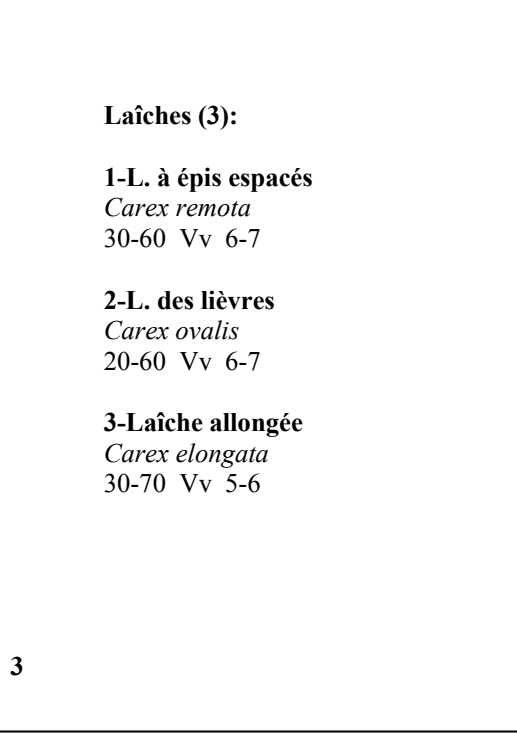 Laîches (3):
1-L. à épis espacés
Carex remota
30-60 Vv 6-7
2-L. des lièvres
Carex ovalis
20-60 Vv 6-7
3-Laîche allongée
Carex elongata
30-70 Vv 5-6
3